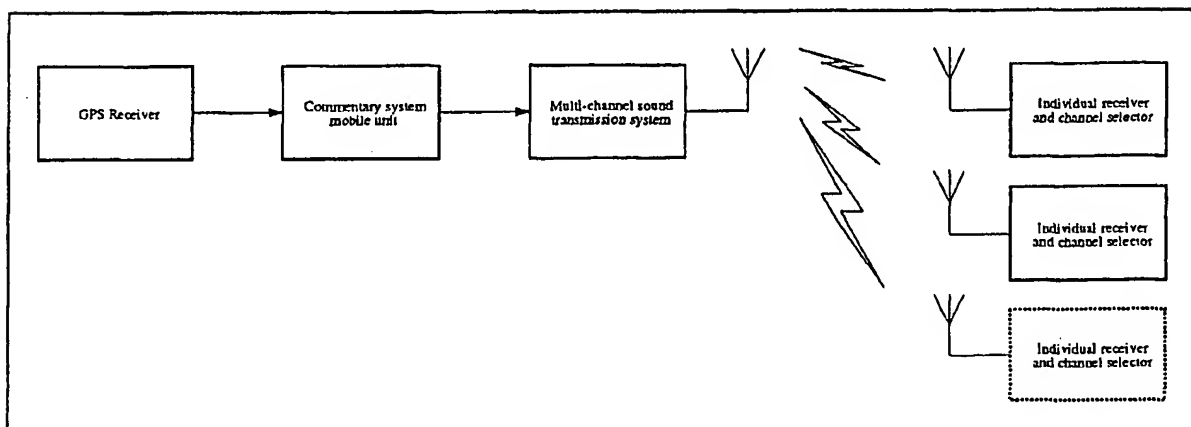 GPS Receiver
Commentary system
mobile unit
Multi-channel sound
transmission system
Individual receiver
and channel selector
Individual receiver
and channel selector
Individual receiver
and channel selector